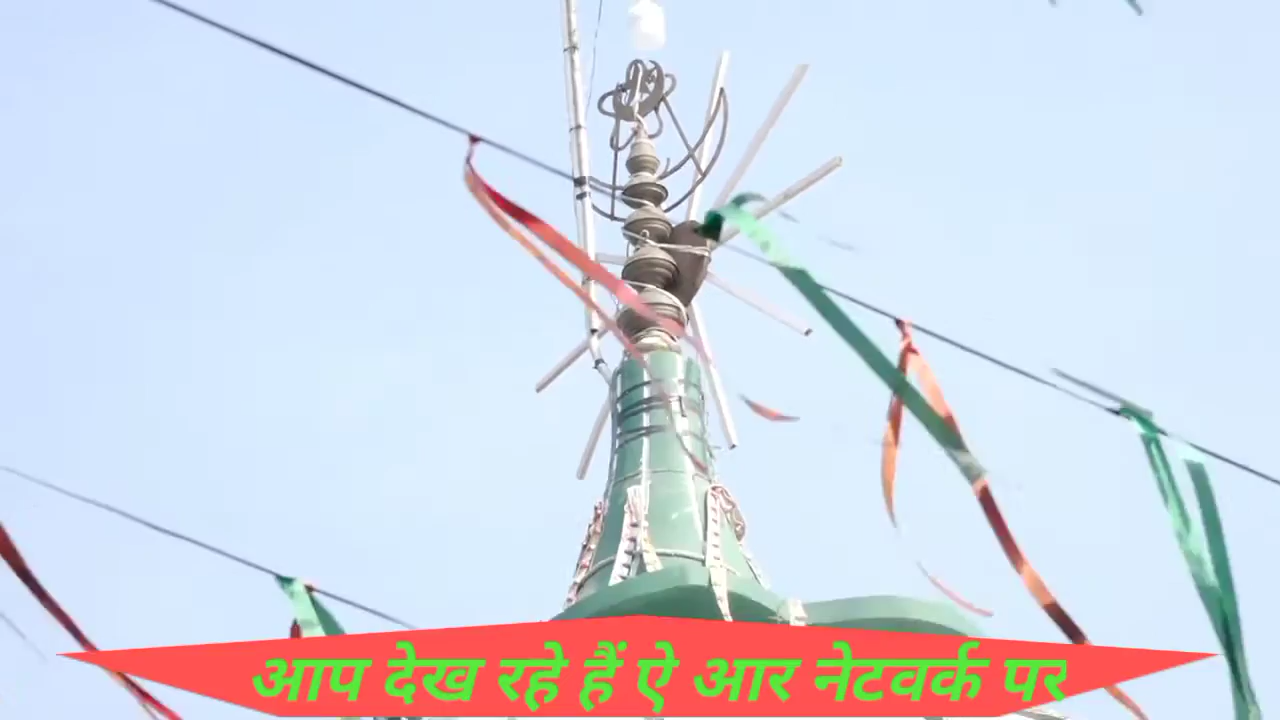 आप देख रहे हैं ऐ आर नेटवर्क पर